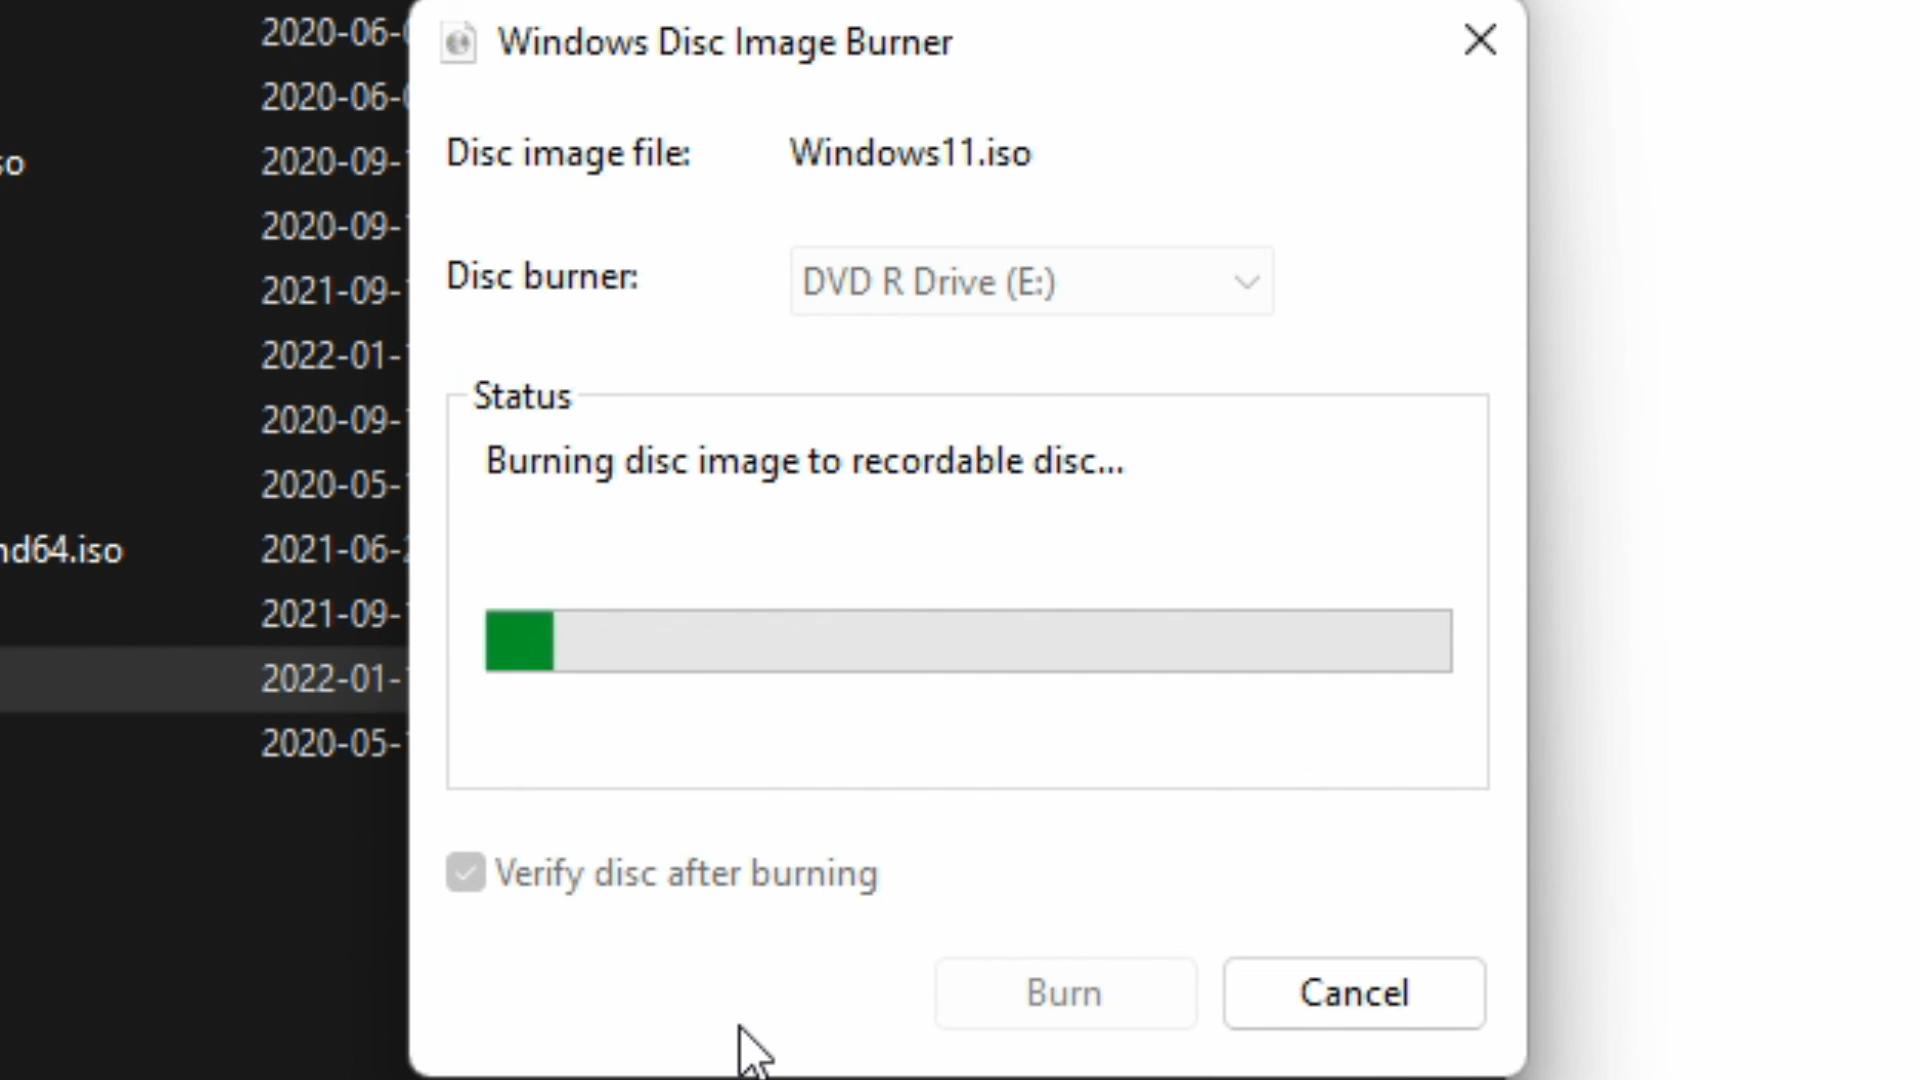 Windows Disc Image Burner
Disc image file: Windows11.iso
Disc burner: DVD R Drive (E:)
Status
Burning disc image to recordable disc...
Verify disc after burning
Burn Cancel
2020-06-
2020-06-
so 2020-09-
2020-09-
2021-09-
2022-01-
2020-09-
2020-05-
nd64.iso 2021-06-
2021-09-
2022-01-
2020-05-